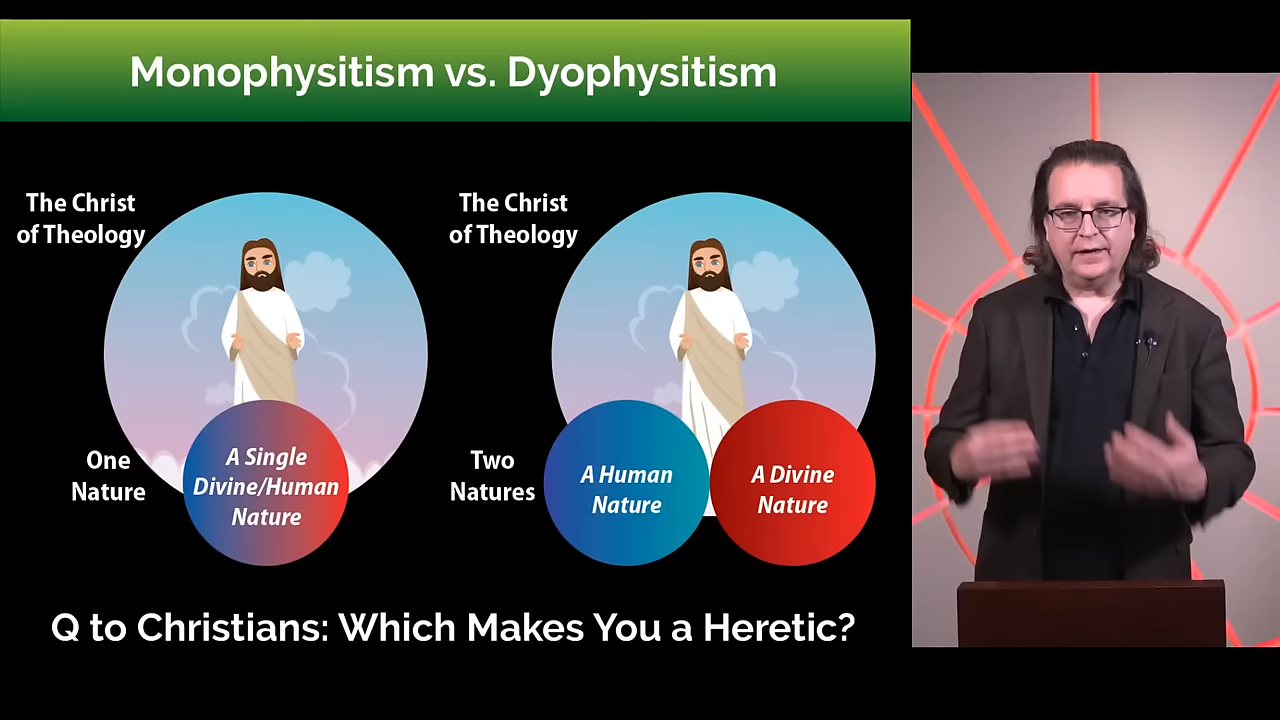 Monophysitism vs. Dyophysitism
The Christ
of Theology
One
Nature
A Single
Divine/Human
Nature
The Christ
of Theology
Two
Natures
A Human
Nature
A Divine
Nature
Q to Christians: Which Makes You a Heretic?